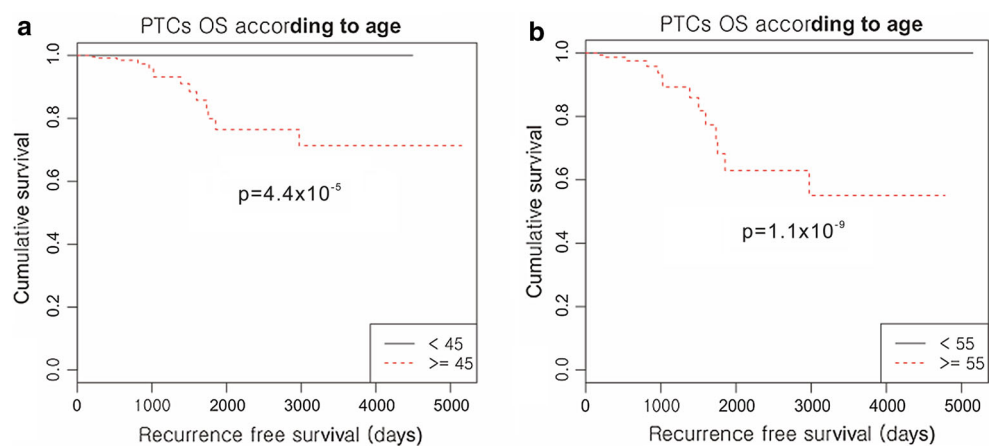 a
PTCs OS according to age
Cumulative survival
1.0
0.8
0.6
0.4
0.2
0.0
p=4.4x10⁻⁵
< 45
>= 45
0 1000 2000 3000 4000 5000
Recurrence free survival (days)
b
PTCs OS according to age
Cumulative survival
1.0
0.8
0.6
0.4
0.2
0.0
p=1.1x10⁻⁹
< 55
>= 55
0 1000 2000 3000 4000 5000
Recurrence free survival (days)